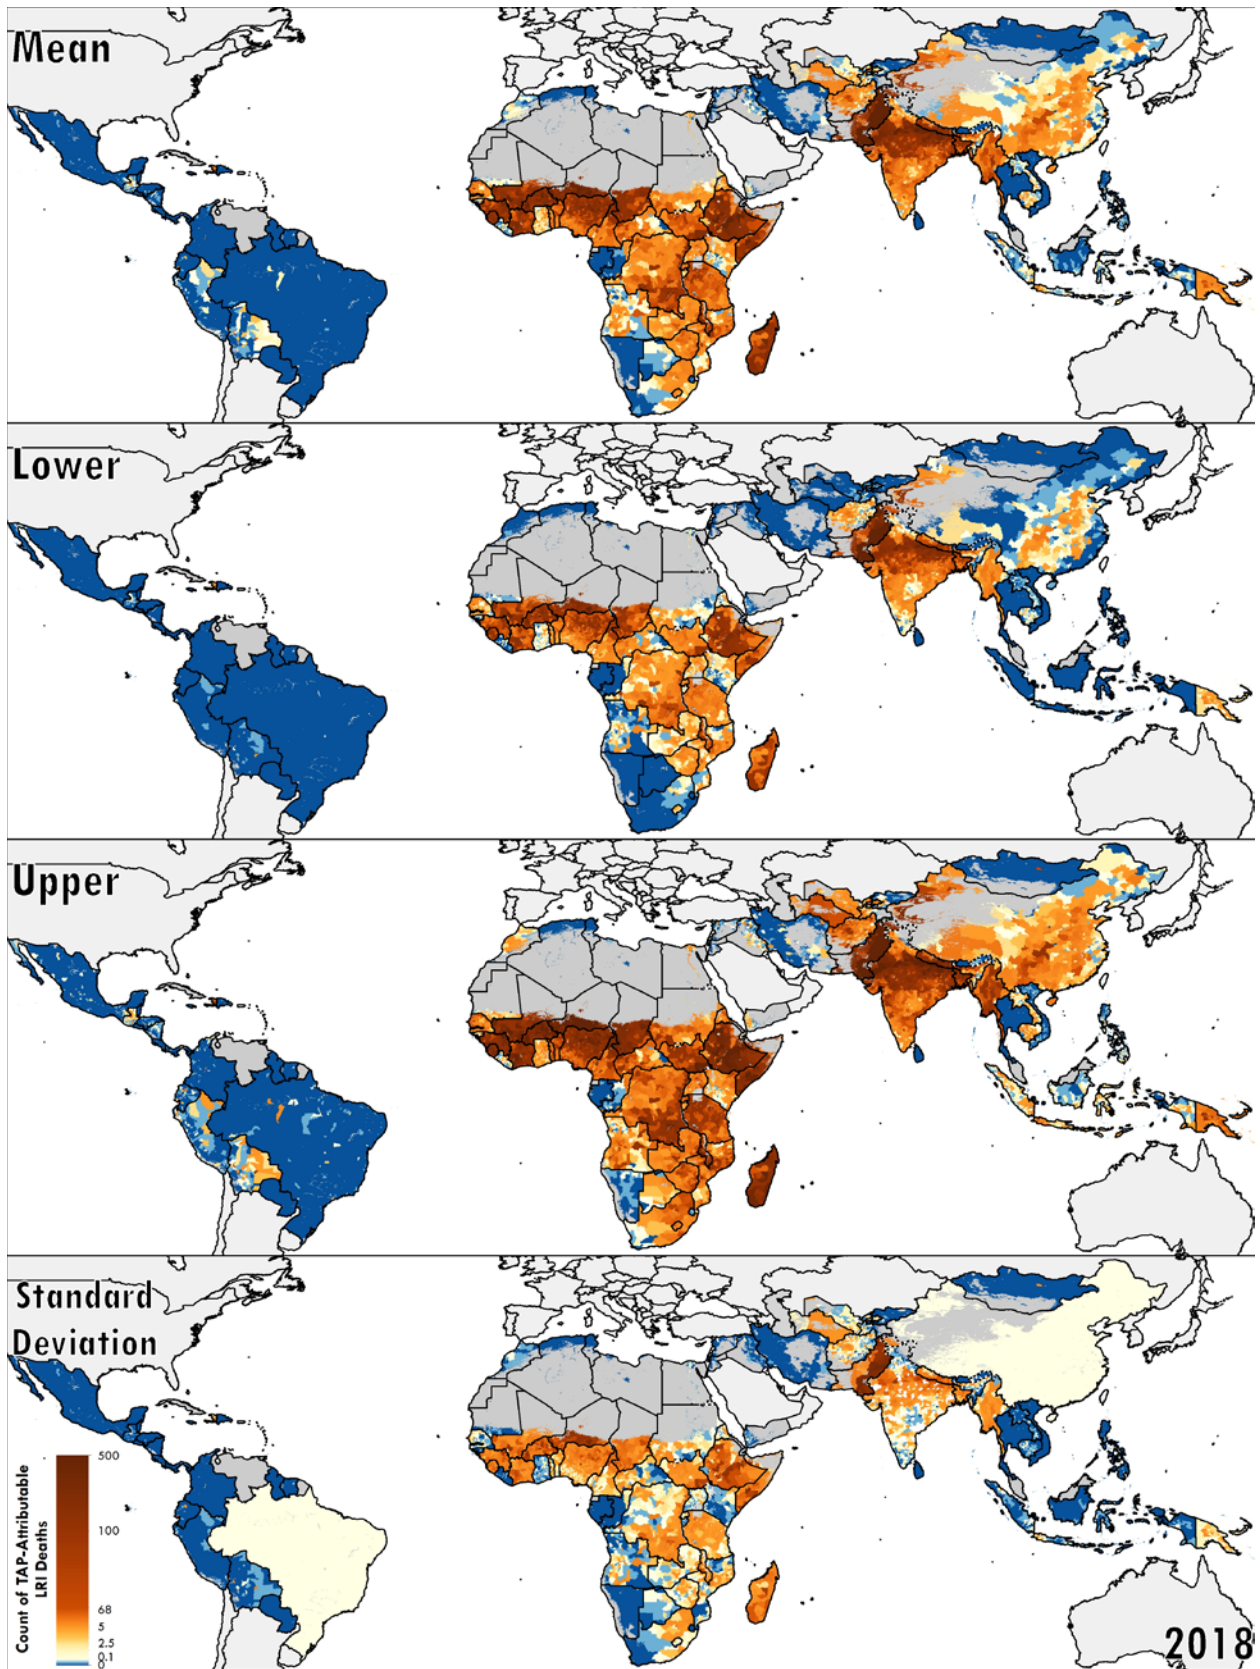 Mean
Lower
Upper
Standard
Deviation
Count of TAP-Attributable
LRI Deaths
500
100
68
5
2.5
0.1
0
2018